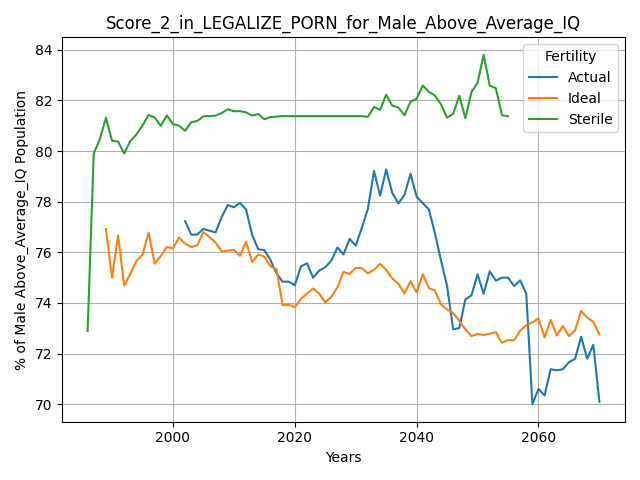 Score_2_in_LEGALIZE_PORN_for_Male_Above_Average_IQ
% of Male Above_Average_IQ Population
84
82
80
78
76
74
72
70
Fertility
Actual
Ideal
Sterile
2000 2020 2040 2060
Years